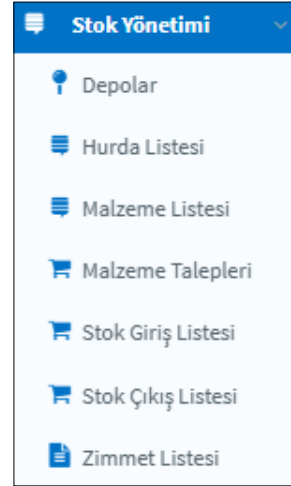 Stok Yönetimi
Depolar
Hurda Listesi
Malzeme Listesi
Malzeme Talepleri
Stok Giriş Listesi
Stok Çıkış Listesi
Zimmet Listesi